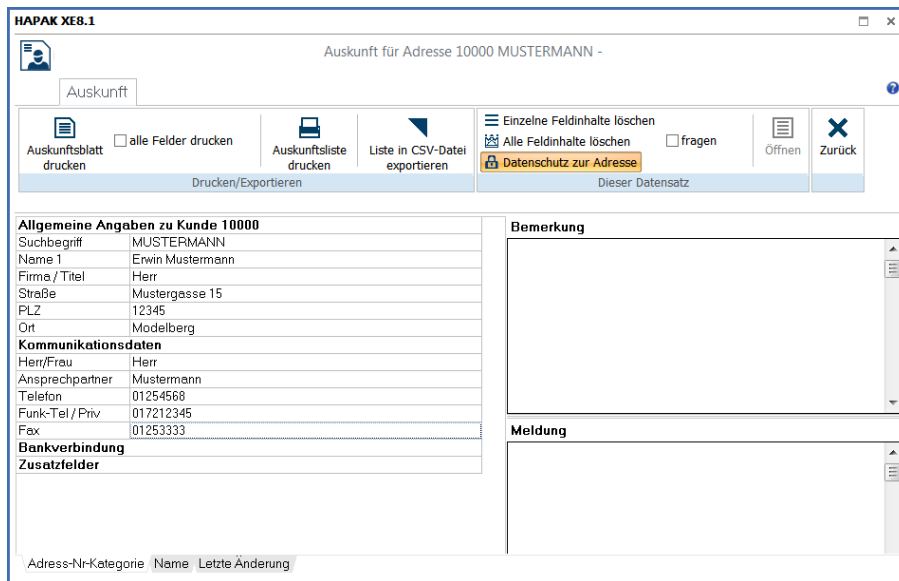 HAPAK XE8.1
Auskunft für Adresse 10000 MUSTERMANN -
Auskunft
Auskunftsblatt drucken
alle Felder drucken
Auskunftsliste drucken
Liste in CSV-Datei exportieren
Drucken/Exportieren
Einzelne Feldinhalte löschen
Alle Feldinhalte löschen
fragen
Datenschutz zur Adresse
Öffnen
Zurück
Dieser Datensatz
Allgemeine Angaben zu Kunde 10000
Suchbegriff MUSTERMANN
Name 1 Erwin Mustermann
Firma / Titel Herr
Straße Mustergasse 15
PLZ 12345
Ort Modelberg
Kommunikationsdaten
Herr/Frau Herr
Ansprechpartner Mustermann
Telefon 01254568
Funk-Tel / Priv 017212345
Fax 01253333
Bankverbindung
Zusatzfelder
Bemerkung
Meldung
Adress-Nr-Kategorie Name Letzte Änderung